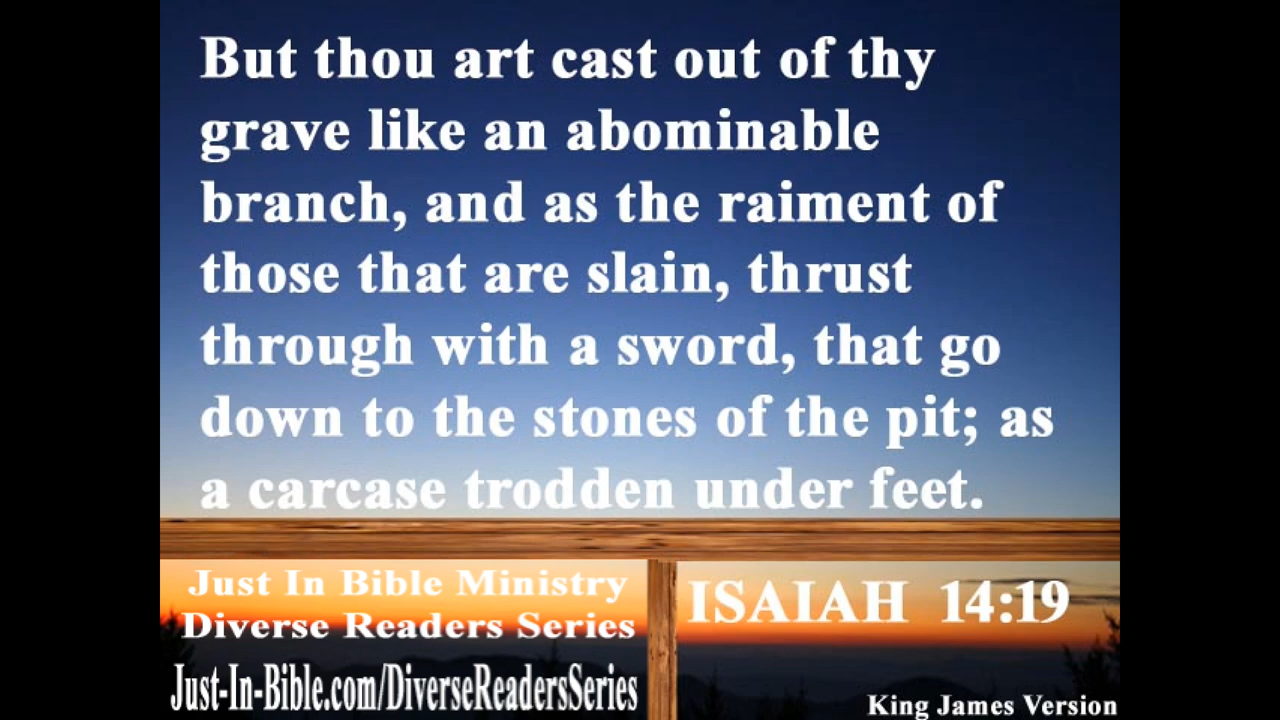 But thou art cast out of thy
grave like an abominable
branch, and as the raiment of
those that are slain, thrust
through with a sword, that go
down to the stones of the pit; as
a carcase trodden under feet.
Just In Bible Ministry
Diverse Readers Series
Just-In-Bible.com/DiverseReadersSeries
ISAIAH 14:19
King James Version